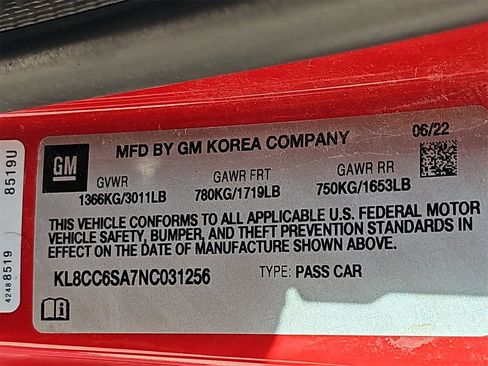 GM
MFD BY GM KOREA COMPANY
06/22
GVWR GAWR FRT GAWR RR
1366KG/3011LB 780KG/1719LB 750KG/1653LB
THIS VEHICLE CONFORMS TO ALL APPLICABLE U.S. FEDERAL MOTOR
VEHICLE SAFETY, BUMPER, AND THEFT PREVENTION STANDARDS IN
EFFECT ON THE DATE OF MANUFACTURE SHOWN ABOVE.
KL8CC6SA7NC031256 TYPE: PASS CAR
42488519 8519U